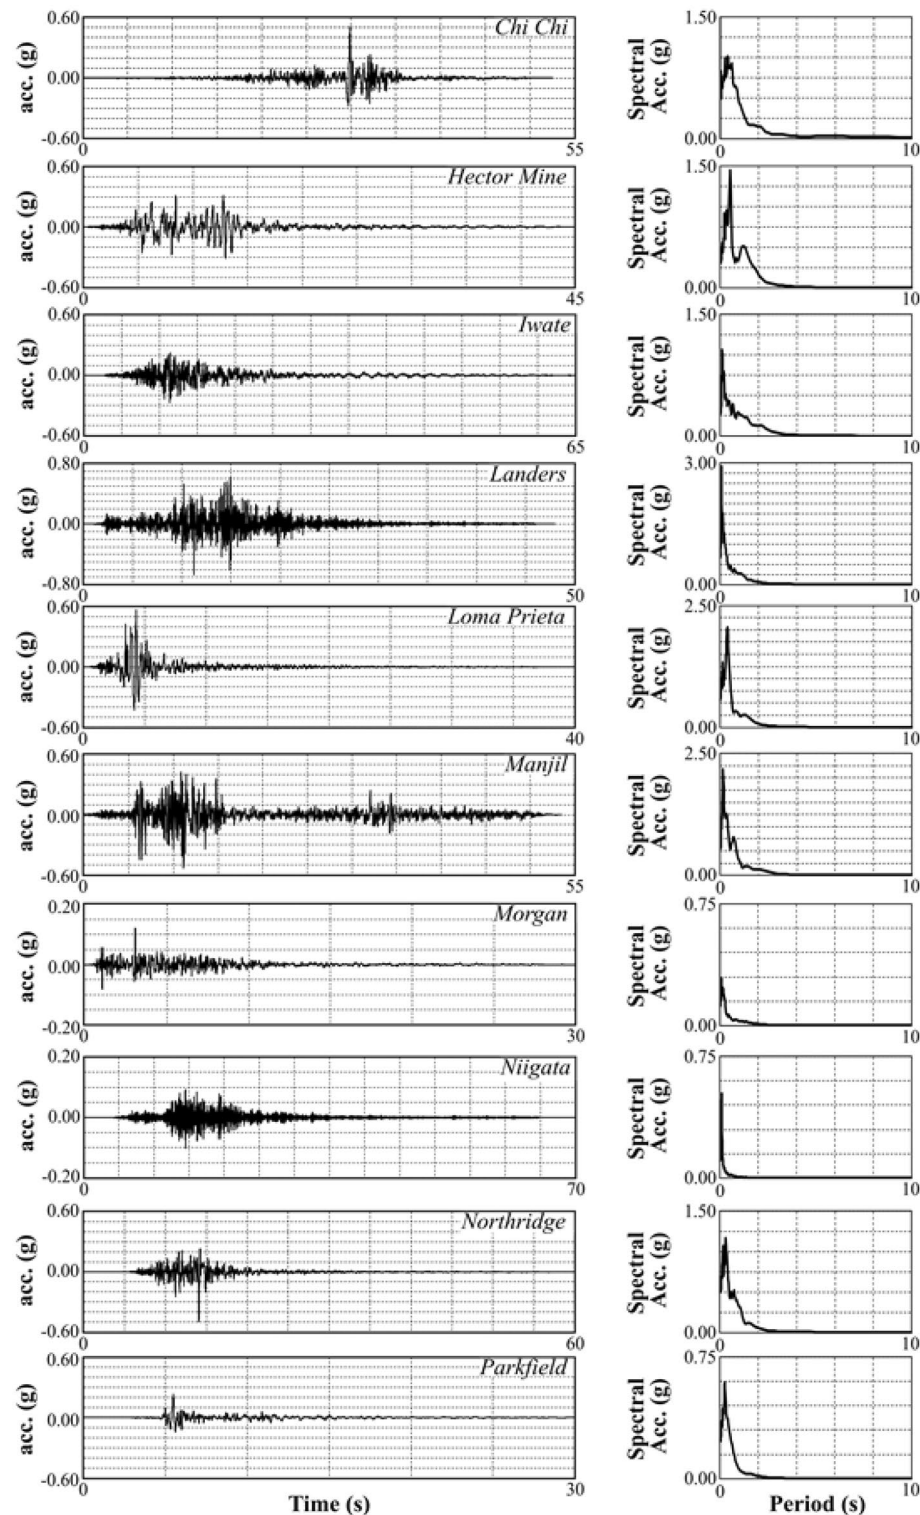 0.60
Chi Chi
acc. (g)
0.00
-0.60
0
55
1.50
Spectral
Acc. (g)
0.00
0
10
0.60
Hector Mine
acc. (g)
0.00
-0.60
0
45
1.50
Spectral
Acc. (g)
0.00
0
10
0.60
Iwate
acc. (g)
0.00
-0.60
0
65
1.50
Spectral
Acc. (g)
0.00
0
10
0.80
Landers
acc. (g)
0.00
-0.80
0
50
3.00
Spectral
Acc. (g)
0.00
0
10
0.60
Loma Prieta
acc. (g)
0.00
-0.60
0
40
2.50
Spectral
Acc. (g)
0.00
0
10
0.60
Manjil
acc. (g)
0.00
-0.60
0
55
2.50
Spectral
Acc. (g)
0.00
0
10
0.20
Morgan
acc. (g)
0.00
-0.20
0
30
0.75
Spectral
Acc. (g)
0.00
0
10
0.20
Niigata
acc. (g)
0.00
-0.20
0
70
0.75
Spectral
Acc. (g)
0.00
0
10
0.60
Northridge
acc. (g)
0.00
-0.60
0
60
1.50
Spectral
Acc. (g)
0.00
0
10
0.60
Parkfield
acc. (g)
0.00
-0.60
0
30
Time (s)
0.75
Spectral
Acc. (g)
0.00
0
10
Period (s)